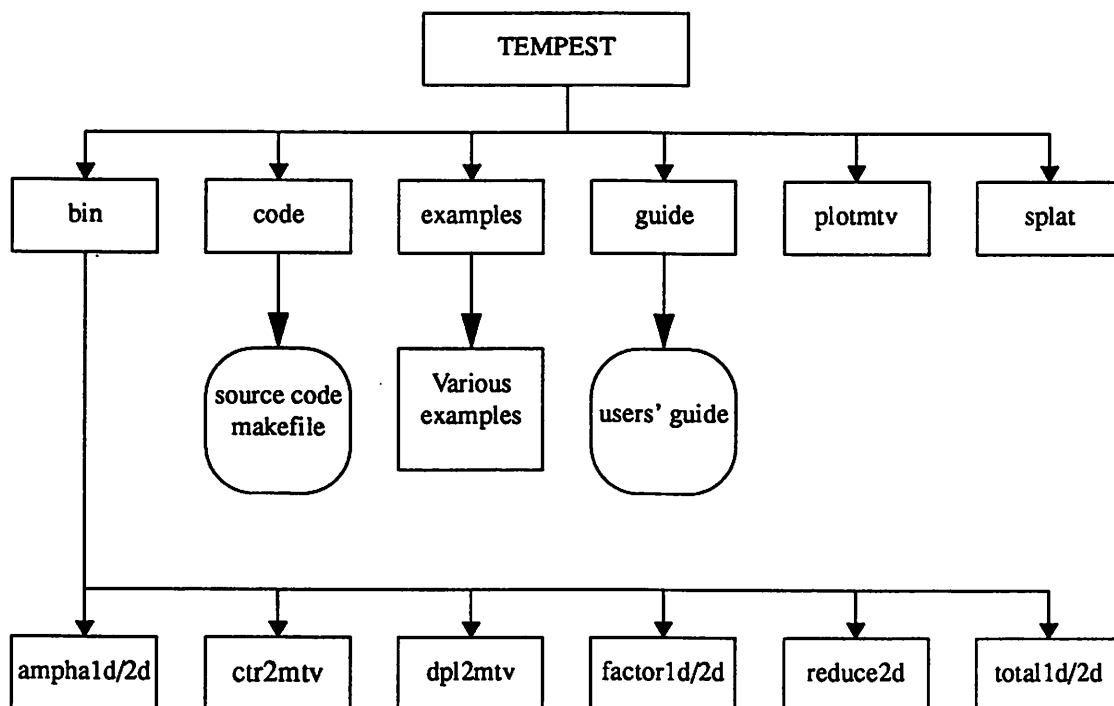 TEMPEST
bin
code
examples
guide
plotmtv
splat
source code
makefile
Various
examples
users' guide
ampha1d/2d
ctr2mtv
dpl2mtv
factor1d/2d
reduce2d
total1d/2d